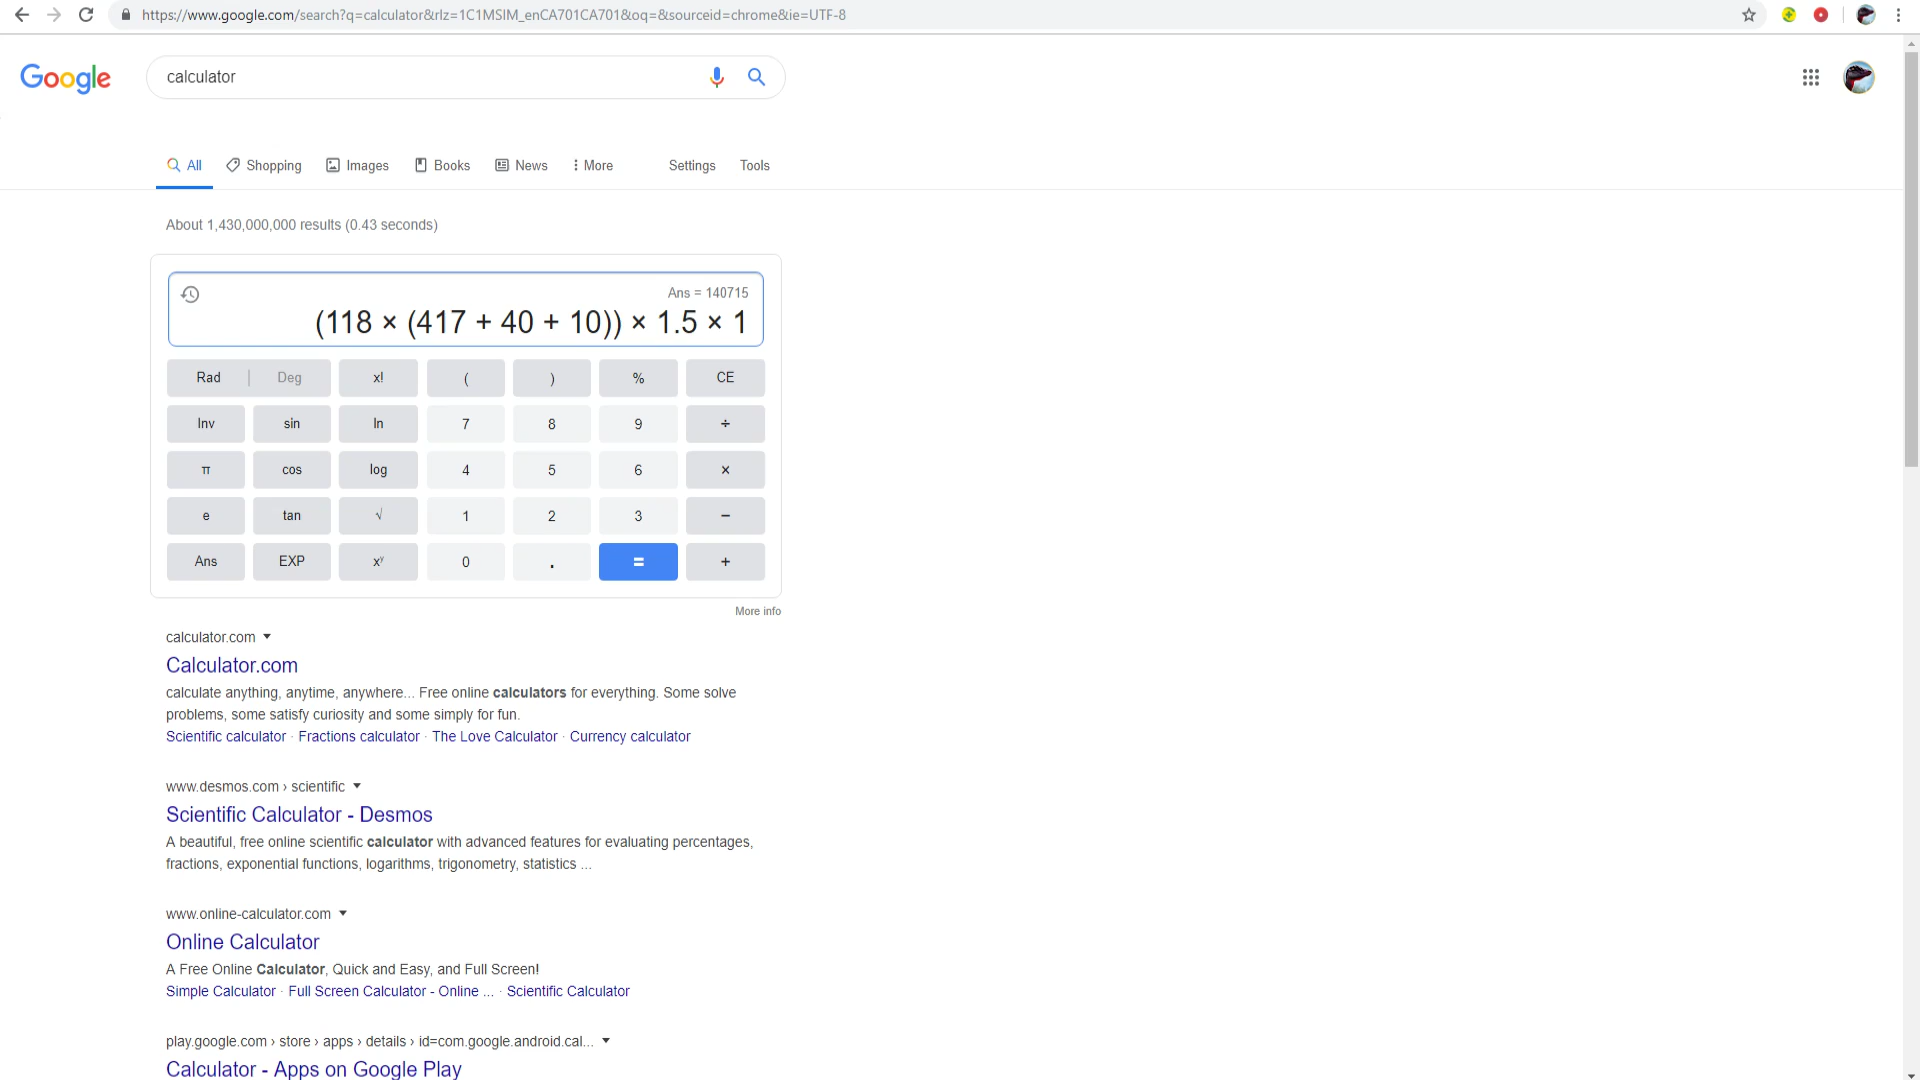 https://www.google.com/search?q=calculator&rlz=1C1MSIM_enCA701CA701&oq=&sourceid=chrome&ie=UTF-8
Google
calculator
All Shopping Images Books News More Settings Tools
About 1,430,000,000 results (0.43 seconds)
Ans = 140715
(118 × (417 + 40 + 10)) × 1.5 × 1
Rad | Deg x! ( ) % CE
Inv sin ln 7 8 9 ÷
π cos log 4 5 6 ×
e tan √ 1 2 3 −
Ans EXP xʸ 0 . = +
More info
calculator.com
Calculator.com
calculate anything, anytime, anywhere... Free online calculators for everything. Some solve
problems, some satisfy curiosity and some simply for fun.
Scientific calculator · Fractions calculator · The Love Calculator · Currency calculator
www.desmos.com › scientific
Scientific Calculator - Desmos
A beautiful, free online scientific calculator with advanced features for evaluating percentages,
fractions, exponential functions, logarithms, trigonometry, statistics ...
www.online-calculator.com
Online Calculator
A Free Online Calculator, Quick and Easy, and Full Screen!
Simple Calculator · Full Screen Calculator - Online ... · Scientific Calculator
play.google.com › store › apps › details › id=com.google.android.cal...
Calculator - Apps on Google Play